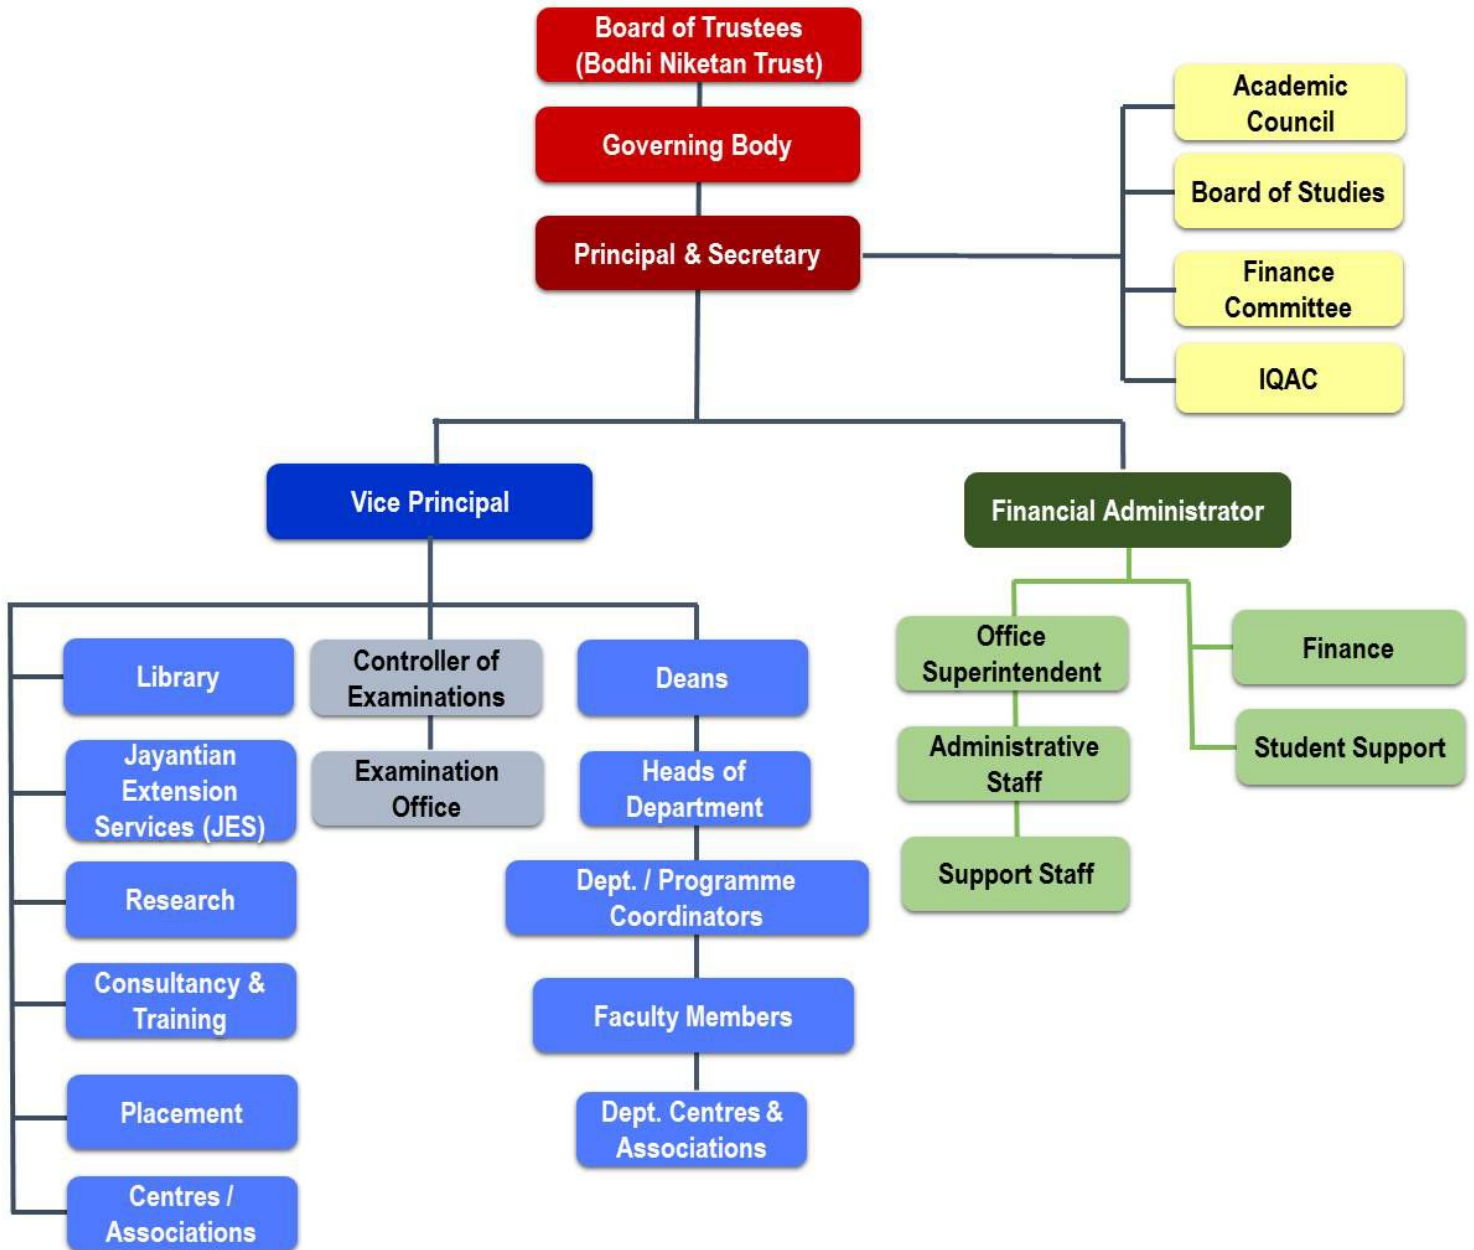 Board of Trustees
(Bodhi Niketan Trust)
Governing Body
Principal & Secretary
Academic
Council
Board of Studies
Finance
Committee
IQAC
Vice Principal
Financial Administrator
Library
Jayantian
Extension
Services (JES)
Research
Consultancy &
Training
Placement
Centres /
Associations
Controller of
Examinations
Examination
Office
Deans
Heads of
Department
Dept. / Programme
Coordinators
Faculty Members
Dept. Centres &
Associations
Office
Superintendent
Administrative
Staff
Support Staff
Finance
Student Support